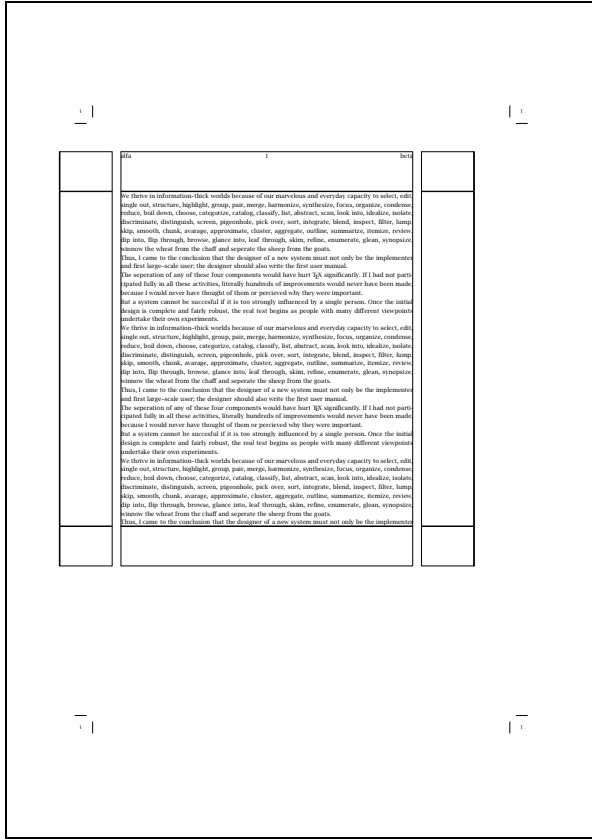 1 1
alfa 1 beta
We thrive in information–thick worlds because of our marvelous and everyday capacity to select, edit,
single out, structure, highlight, group, pair, merge, harmonize, synthesize, focus, organize, condense,
reduce, boil down, choose, categorize, catalog, classify, list, abstract, scan, look into, idealize, isolate,
discriminate, distinguish, screen, pigeonhole, pick over, sort, integrate, blend, inspect, filter, lump,
skip, smooth, chunk, avarage, approximate, cluster, aggregate, outline, summarize, itemize, review,
dip into, flip through, browse, glance into, leaf through, skim, refine, enumerate, glean, synopsize,
winnow the wheat from the chaff and seperate the sheep from the goats.
Thus, I came to the conclusion that the designer of a new system must not only be the implementer
and first large–scale user; the designer should also write the first user manual.
The seperation of any of these four components would have hurt TEX significantly. If I had not parti-
cipated fully in all these activities, literally hundreds of improvements would never have been made,
because I would never have thought of them or percieved why they were important.
But a system cannot be succesful if it is too strongly influenced by a single person. Once the initial
design is complete and fairly robust, the real test begins as people with many different viewpoints
undertake their own experiments.
We thrive in information–thick worlds because of our marvelous and everyday capacity to select, edit,
single out, structure, highlight, group, pair, merge, harmonize, synthesize, focus, organize, condense,
reduce, boil down, choose, categorize, catalog, classify, list, abstract, scan, look into, idealize, isolate,
discriminate, distinguish, screen, pigeonhole, pick over, sort, integrate, blend, inspect, filter, lump,
skip, smooth, chunk, avarage, approximate, cluster, aggregate, outline, summarize, itemize, review,
dip into, flip through, browse, glance into, leaf through, skim, refine, enumerate, glean, synopsize,
winnow the wheat from the chaff and seperate the sheep from the goats.
Thus, I came to the conclusion that the designer of a new system must not only be the implementer
and first large–scale user; the designer should also write the first user manual.
The seperation of any of these four components would have hurt TEX significantly. If I had not parti-
cipated fully in all these activities, literally hundreds of improvements would never have been made,
because I would never have thought of them or percieved why they were important.
But a system cannot be succesful if it is too strongly influenced by a single person. Once the initial
design is complete and fairly robust, the real test begins as people with many different viewpoints
undertake their own experiments.
We thrive in information–thick worlds because of our marvelous and everyday capacity to select, edit,
single out, structure, highlight, group, pair, merge, harmonize, synthesize, focus, organize, condense,
reduce, boil down, choose, categorize, catalog, classify, list, abstract, scan, look into, idealize, isolate,
discriminate, distinguish, screen, pigeonhole, pick over, sort, integrate, blend, inspect, filter, lump,
skip, smooth, chunk, avarage, approximate, cluster, aggregate, outline, summarize, itemize, review,
dip into, flip through, browse, glance into, leaf through, skim, refine, enumerate, glean, synopsize,
winnow the wheat from the chaff and seperate the sheep from the goats.
Thus, I came to the conclusion that the designer of a new system must not only be the implementer
1 1